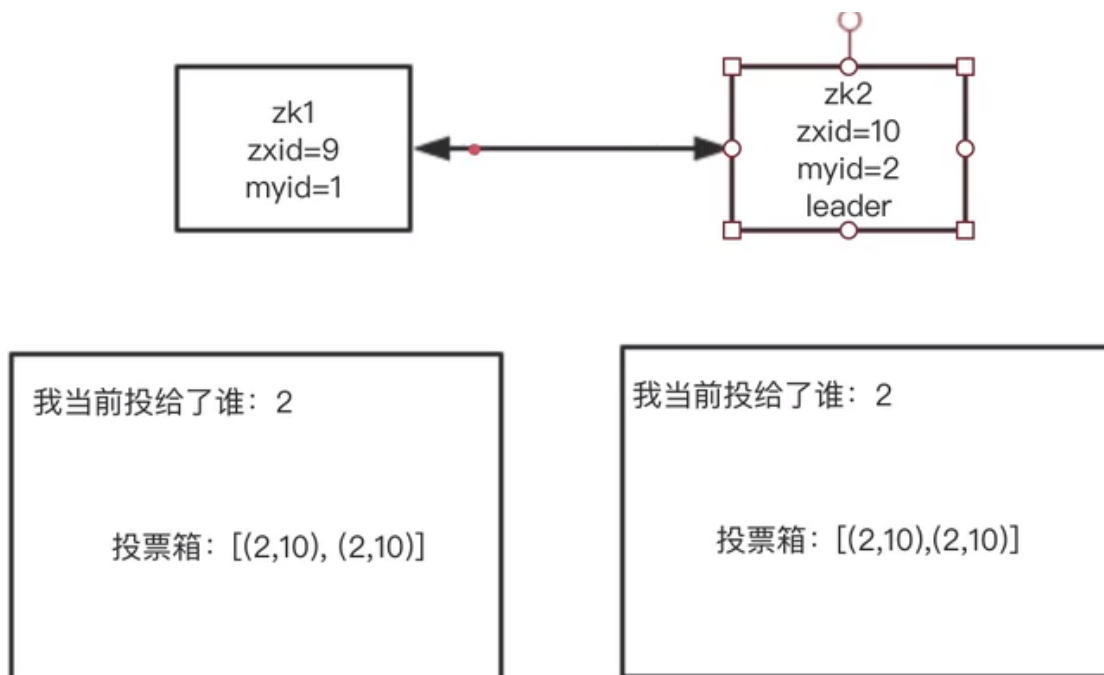 zk1
zxid=9
myid=1
zk2
zxid=10
myid=2
leader
我当前投给了谁：2
投票箱：[(2,10), (2,10)]
我当前投给了谁：2
投票箱：[(2,10),(2,10)]